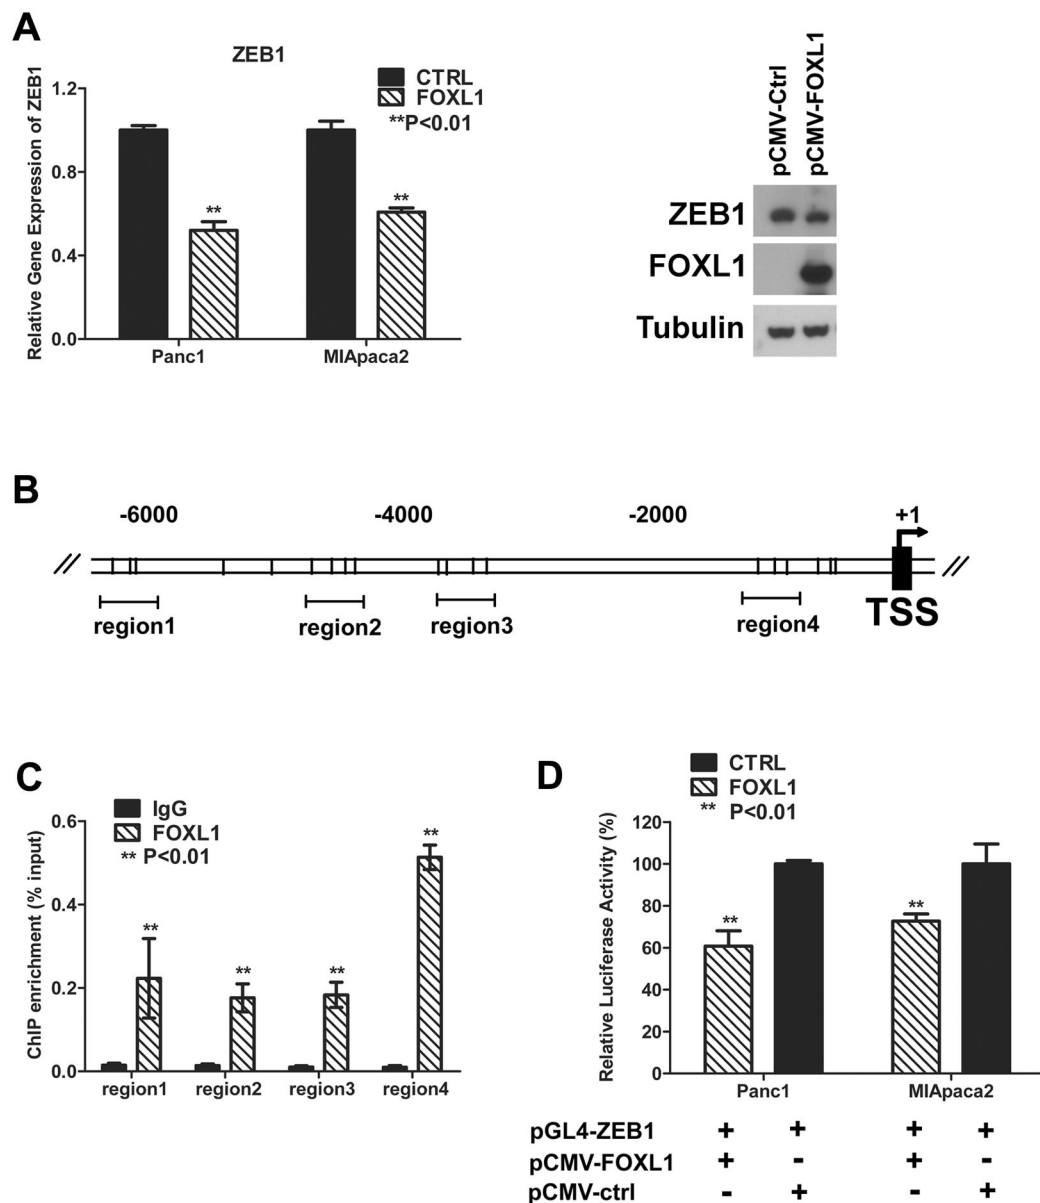 A
ZEB1
Relative Gene Expression of ZEB1
1.2
0.8
0.4
0.0
CTRL
FOXL1
**P<0.01
**
**
Panc1
MIApaca2
pCMV-Ctrl
pCMV-FOXL1
ZEB1
FOXL1
Tubulin
B
-6000
-4000
-2000
+1
TSS
region1
region2
region3
region4
C
IgG
FOXL1
** P<0.01
ChIP enrichment (% input)
0.6
0.4
0.2
0.0
**
**
**
**
region1
region2
region3
region4
D
CTRL
FOXL1
** P<0.01
Relative Luciferase Activity (%)
120
100
80
60
40
20
0
**
**
Panc1
MIApaca2
pGL4-ZEB1 + + + +
pCMV-FOXL1 + - + -
pCMV-ctrl - + - +